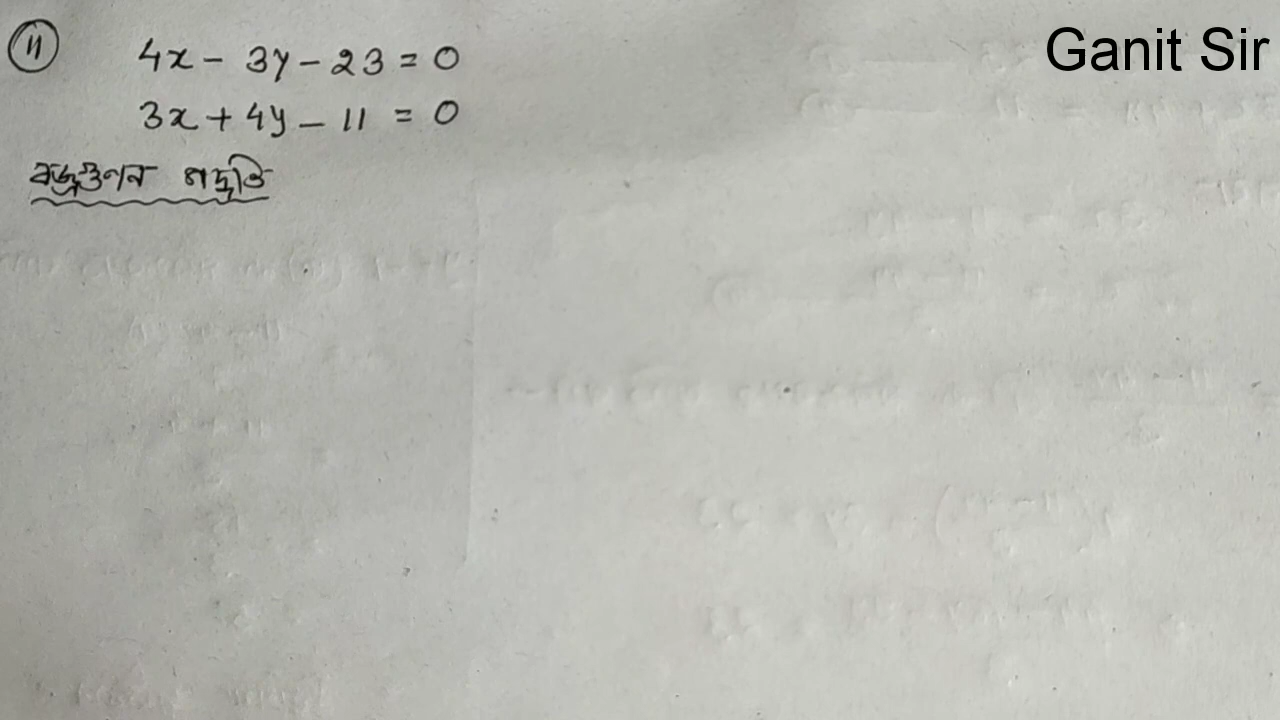 11 4x - 3y - 23 = 0
3x + 4y - 11 = 0
বজ্রগুণন পদ্ধতি
Ganit Sir